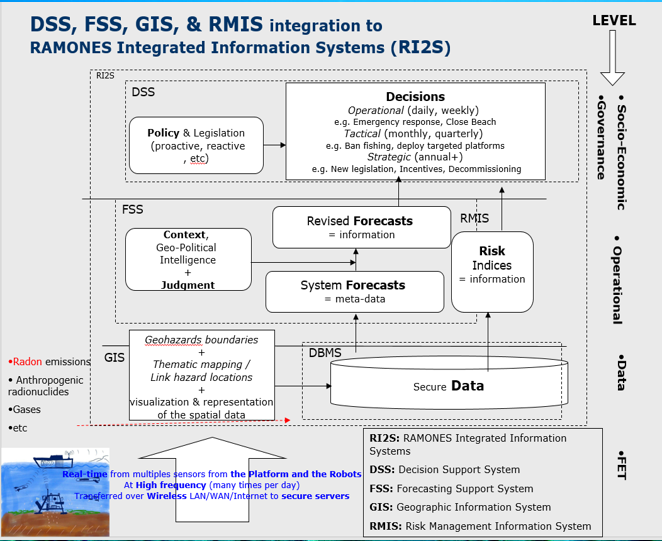 DSS, FSS, GIS, & RMIS integration to
RAMONES Integrated Information Systems (RI2S)
LEVEL
RI2S
DSS
Policy & Legislation
(proactive, reactive
, etc)
Decisions
Operational (daily, weekly)
e.g. Emergency response, Close Beach
Tactical (monthly, quarterly)
e.g. Ban fishing, deploy targeted platforms
Strategic (annual+)
e.g. New legislation, Incentives, Decommissioning
•Socio-Economic
•Governance
FSS
Context,
Geo-Political
Intelligence
+
Judgment
Revised Forecasts
= information
System Forecasts
= meta-data
RMIS
Risk
Indices
= information
•Operational
GIS
Geohazards boundaries
+
Thematic mapping /
Link hazard locations
+
visualization & representation
of the spatial data
DBMS
Secure Data
•Data
•Radon emissions
• Anthropogenic
radionuclides
•Gases
•etc
Real-time from multiple sensors from the Platform and the Robots
At High frequency (many times per day)
Transferred over Wireless LAN/WAN/Internet to secure servers
RI2S: RAMONES Integrated Information
Systems
DSS: Decision Support System
FSS: Forecasting Support System
GIS: Geographic Information System
RMIS: Risk Management Information System
•FET